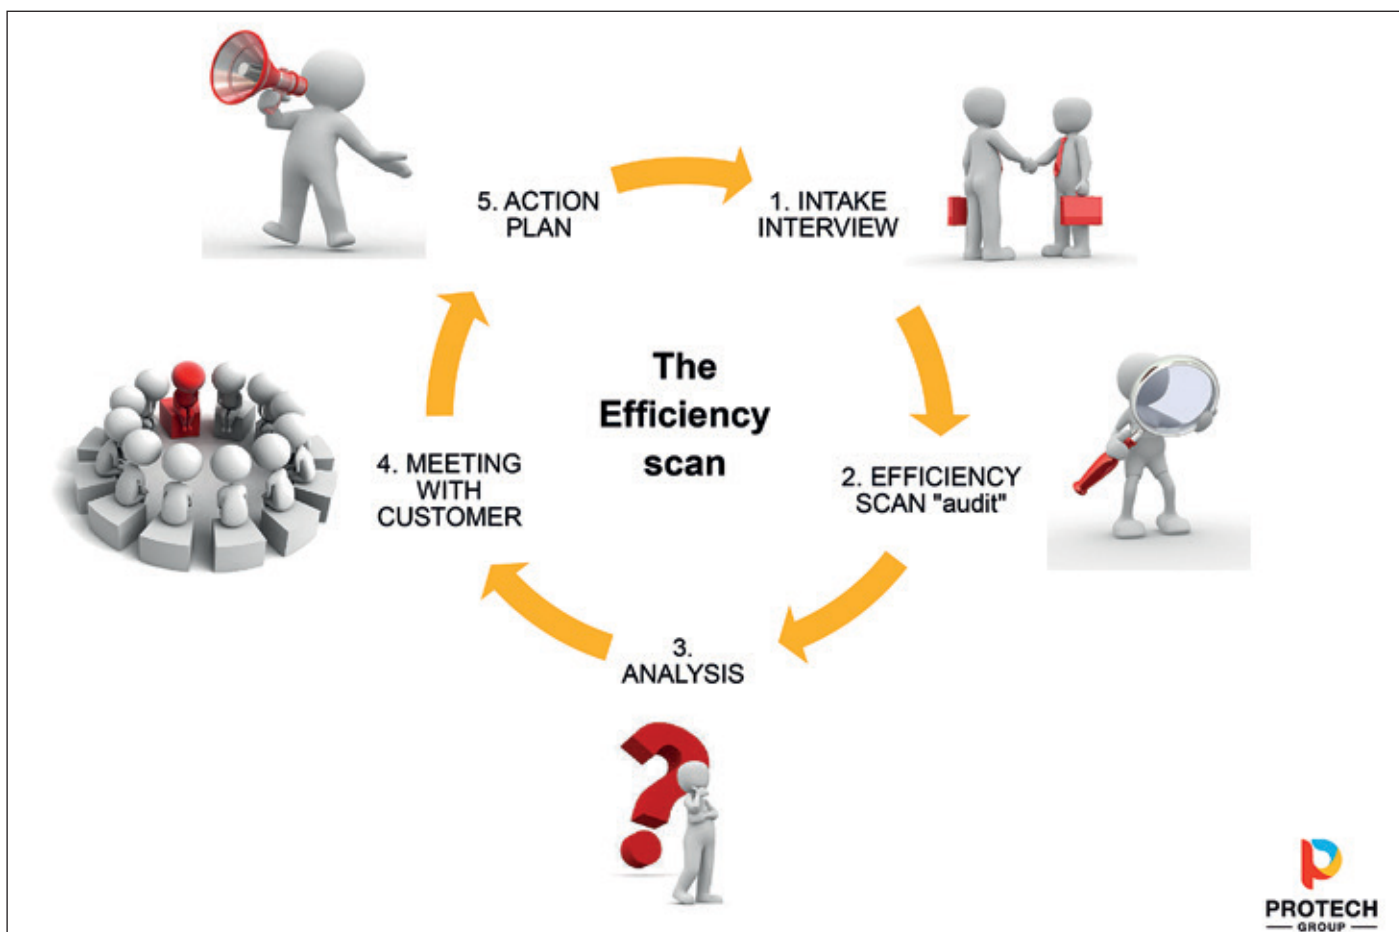 5. ACTION
PLAN
1. INTAKE
INTERVIEW
The
Efficiency
scan
4. MEETING
WITH
CUSTOMER
2. EFFICIENCY
SCAN "audit"
3.
ANALYSIS
PROTECH
GROUP